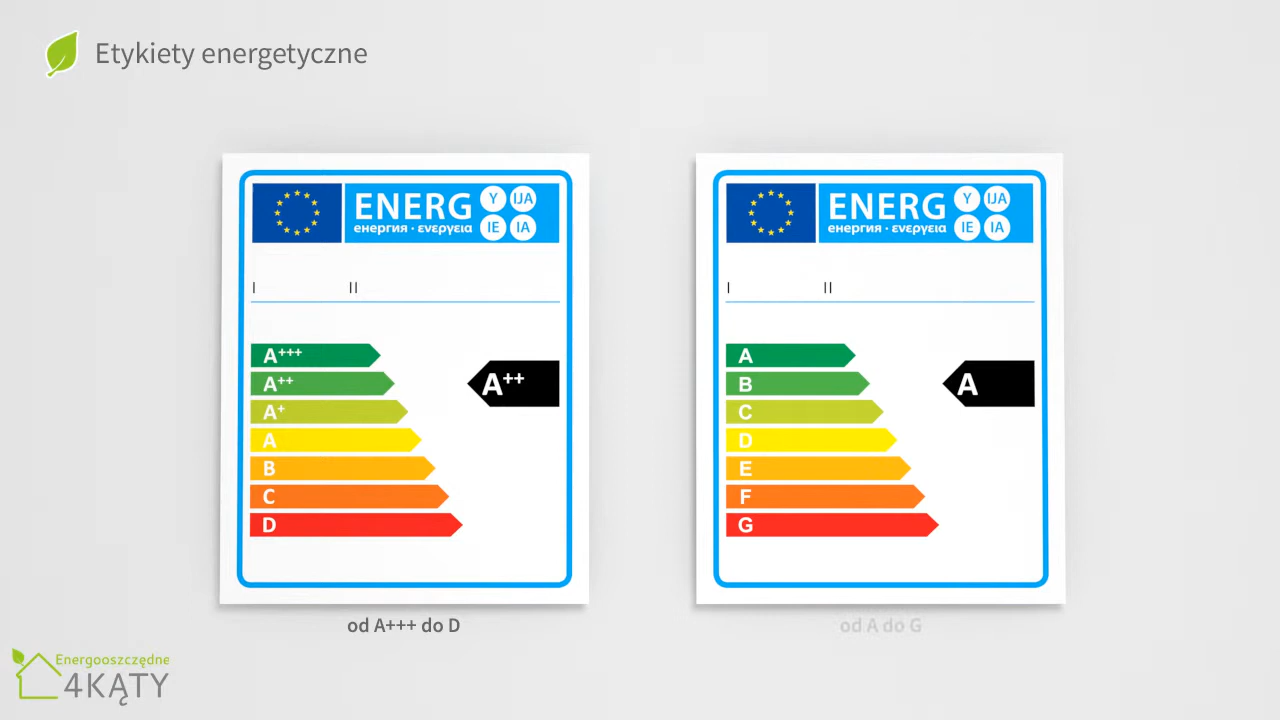 Etykiety energetyczne
ENERG Y IJA
енергия · ενεργεια IE IA
I II
A+++
A++
A+
A
B
C
D
A++
od A+++ do D
ENERG Y IJA
енергия · ενεργεια IE IA
I II
A
B
C
D
E
F
G
A
od A do G
Energooszczędne
4KĄTY